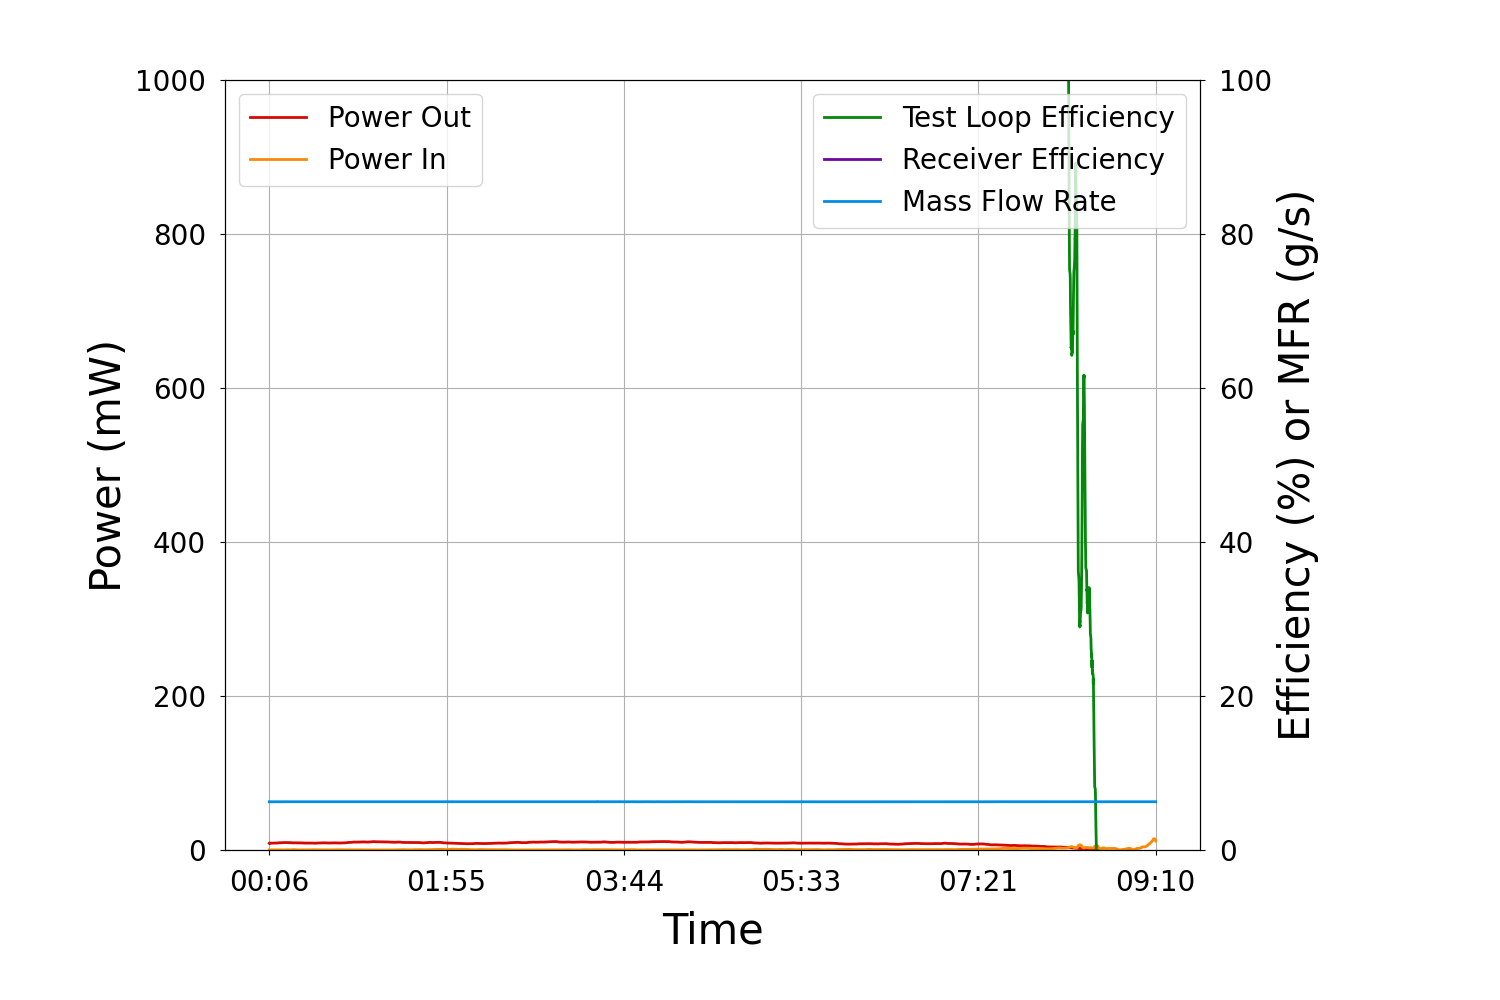 1000
800
600
400
200
0
Power (mW)
Power Out
Power In
Test Loop Efficiency
Receiver Efficiency
Mass Flow Rate
100
80
60
40
20
0
Efficiency (%) or MFR (g/s)
00:06 01:55 03:44 05:33 07:21 09:10
Time